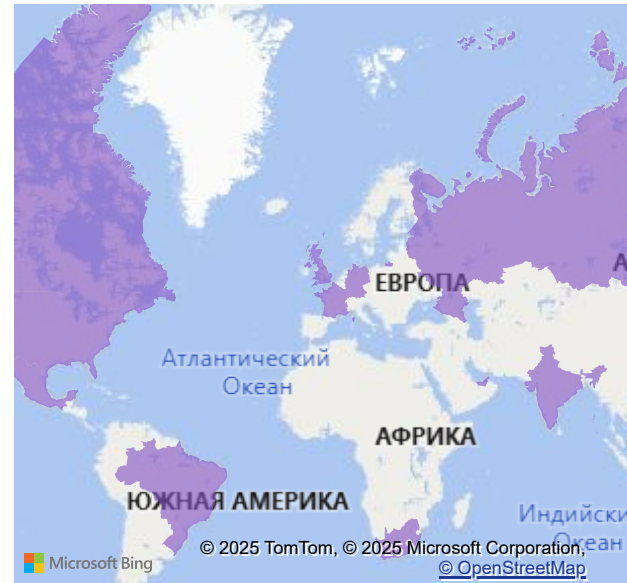 ЕВРОПА
Атлантический
Океан
АФРИКА
ЮЖНАЯ АМЕРИКА
Индийски
Океан
© 2025 TomTom, © 2025 Microsoft Corporation,
Microsoft Bing
© OpenStreetMap